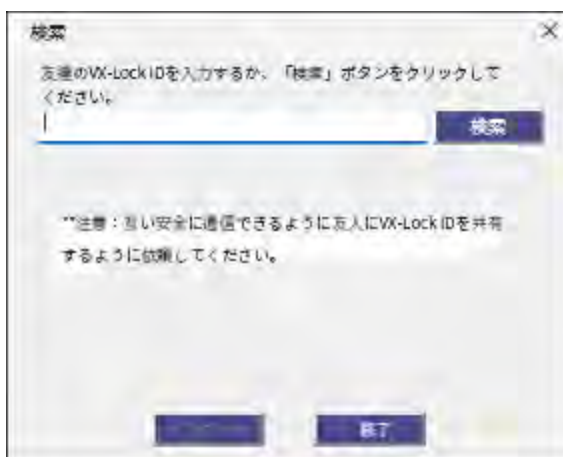 検索
友達のVX-Lock IDを入力するか、「検索」ボタンをクリックして
ください。
検索
**注意：互い安全に通信できるように友人にVX-Lock IDを共有
するように依頼してください。
終了